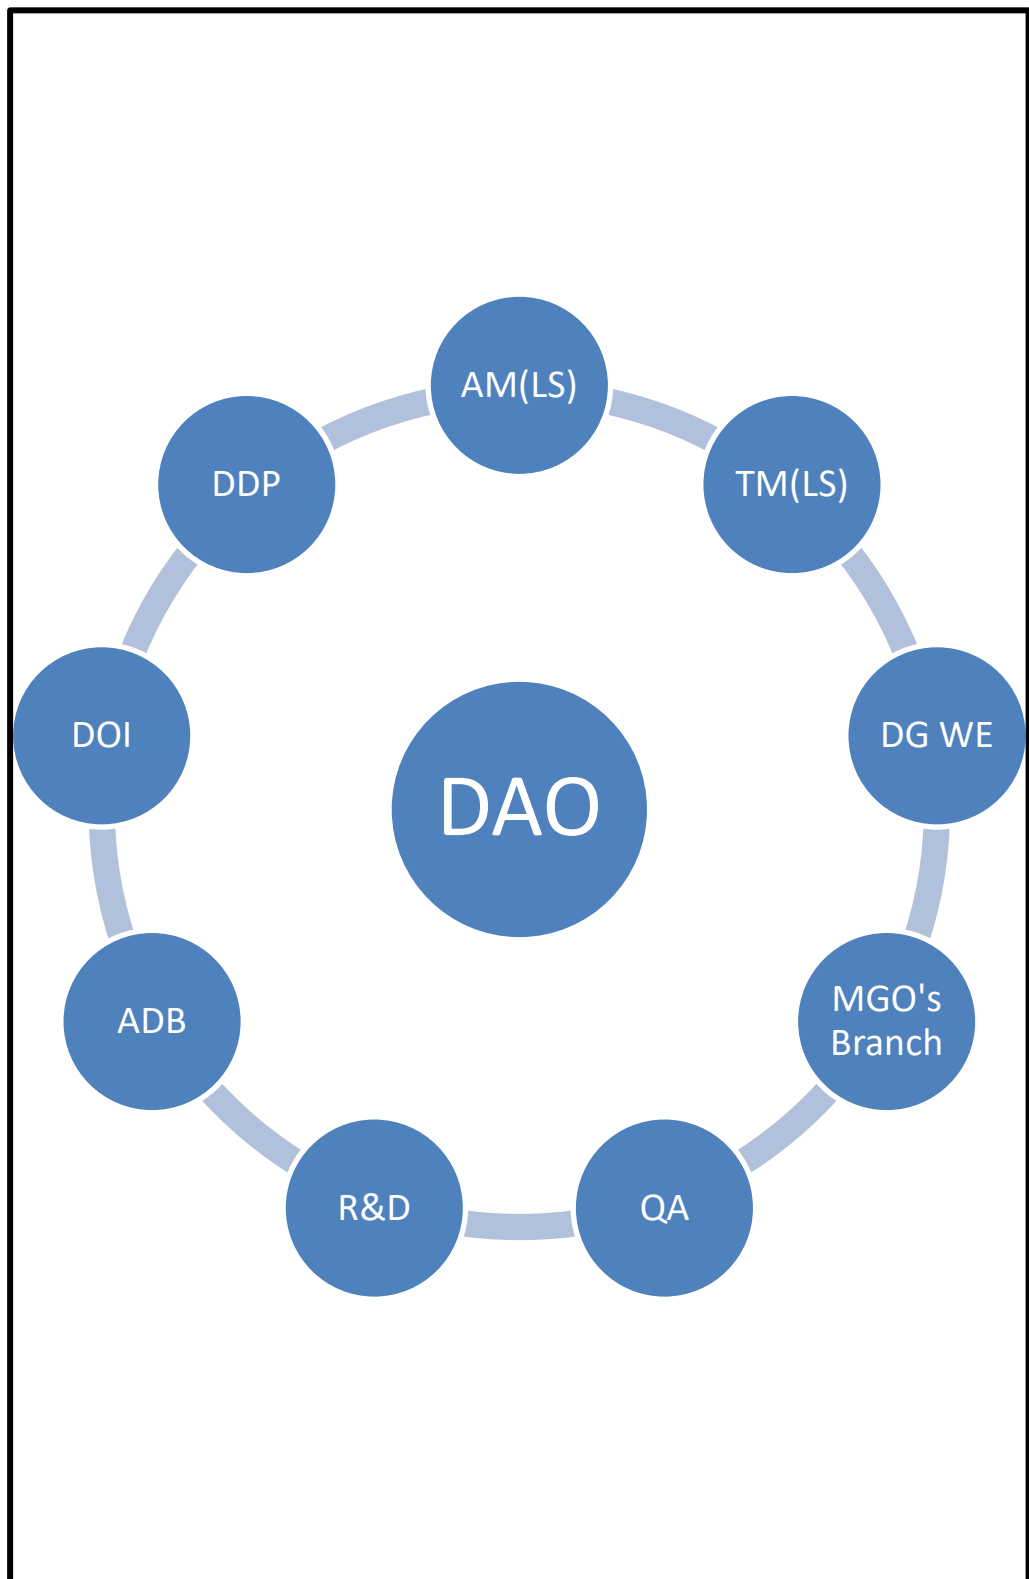 AM(LS)
TM(LS)
DG WE
MGO's
Branch
QA
R&D
ADB
DOI
DDP
DAO